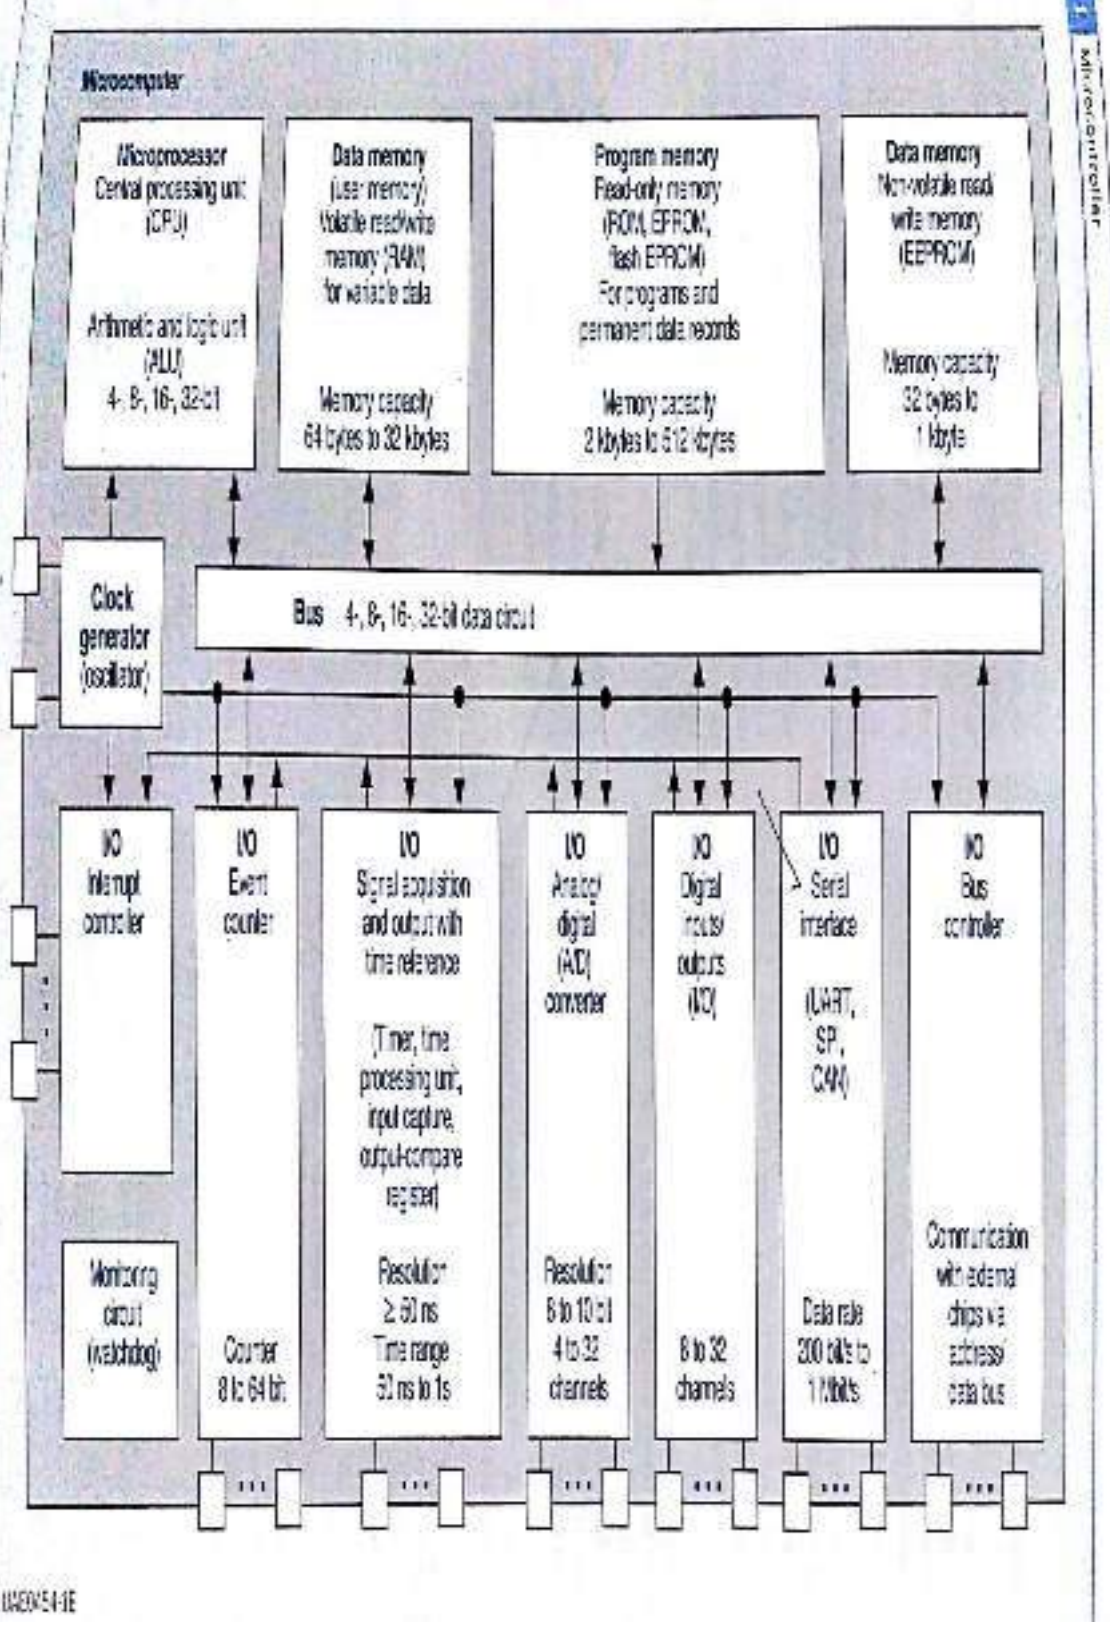 1
Microcontroller
Microcomputer
Microprocessor
Central processing unit
(CPU)
Arithmetic and logic unit
(ALU)
4-, 8-, 16-, 32-bit
Data memory
(user memory)
Volatile read/write
memory (RAM)
for variable data
Memory capacity
64 bytes to 32 kbytes
Program memory
Read-only memory
(ROM, EPROM,
flash EPROM)
For programs and
permanent data records
Memory capacity
2 kbytes to 512 kbytes
Data memory
Non-volatile read/
write memory
(EEPROM)
Memory capacity
32 bytes to
1 kbyte
Clock
generator
(oscillator)
Bus 4-, 8-, 16-, 32-bit data circuit
I/O
Interrupt
controller
Monitoring
circuit
(watchdog)
I/O
Event
counter
Counter
8 to 64 bit
I/O
Signal acquisition
and output with
time reference
(Timer, time
processing unit,
input capture,
output-compare
register)
Resolution
≥ 50 ns
Time range
50 ns to 1s
I/O
Analog/
digital
(A/D)
converter
Resolution
8 to 10 bit
4 to 32
channels
I/O
Digital
inputs/
outputs
(I/O)
8 to 32
channels
I/O
Serial
interface
(UART,
SPI,
CAN)
Data rate
200 bit/s to
1 Mbit/s
I/O
Bus
controller
Communication
with external
chips via
address/
data bus